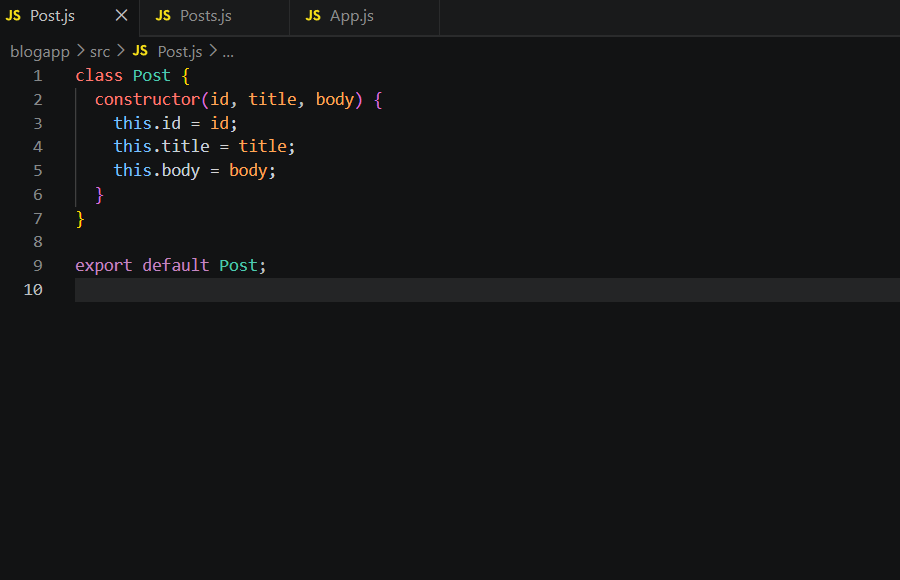 JS Post.js × JS Posts.js JS App.js
blogapp > src > JS Post.js > ...
1 class Post {
2   constructor(id, title, body) {
3     this.id = id;
4     this.title = title;
5     this.body = body;
6   }
7 }
8
9 export default Post;
10